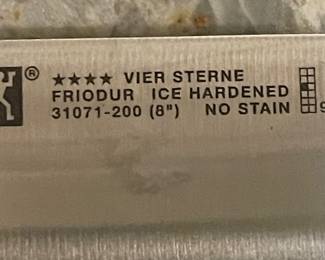 ® ★★★★ VIER STERNE
FRIODUR ICE HARDENED
31071-200 (8") NO STAIN